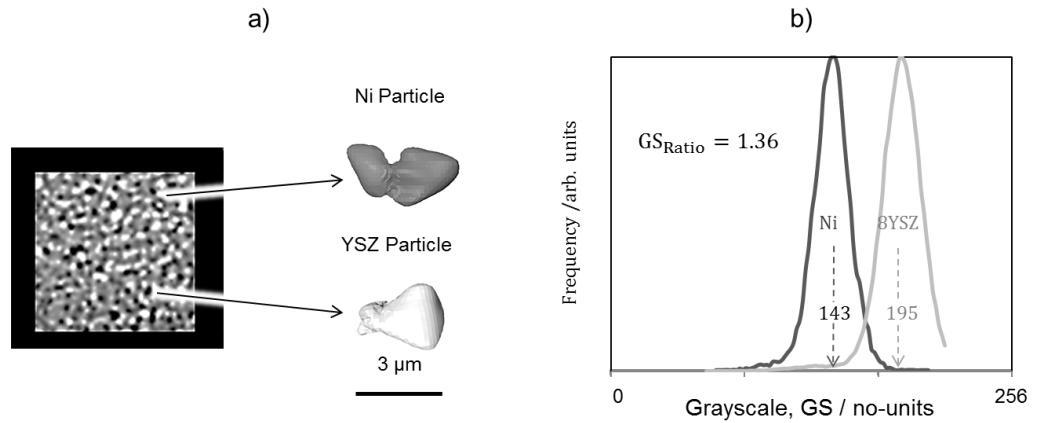 a)
Ni Particle
YSZ Particle
3 µm
b)
Frequency /arb. units
GSRatio = 1.36
Ni
8YSZ
143
195
0
256
Grayscale, GS / no-units